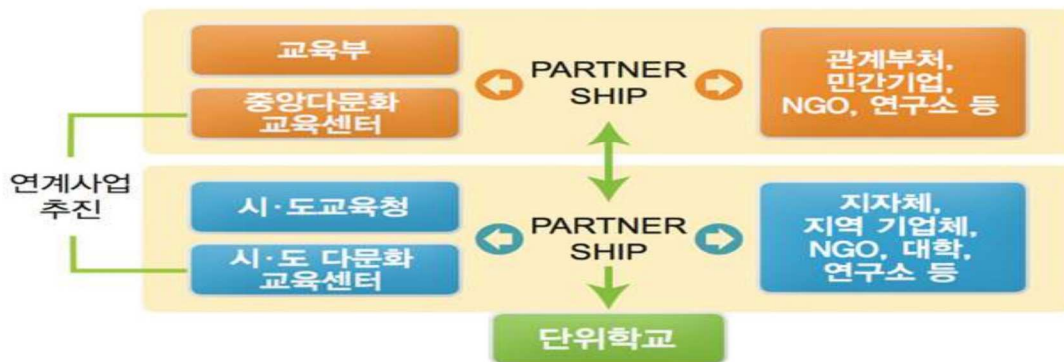 교육부
중앙다문화
교육센터
PARTNER
SHIP
관계부처,
민간기업,
NGO, 연구소 등
연계사업
추진
시·도교육청
시·도 다문화
교육센터
PARTNER
SHIP
지자체,
지역 기업체,
NGO, 대학,
연구소 등
단위학교